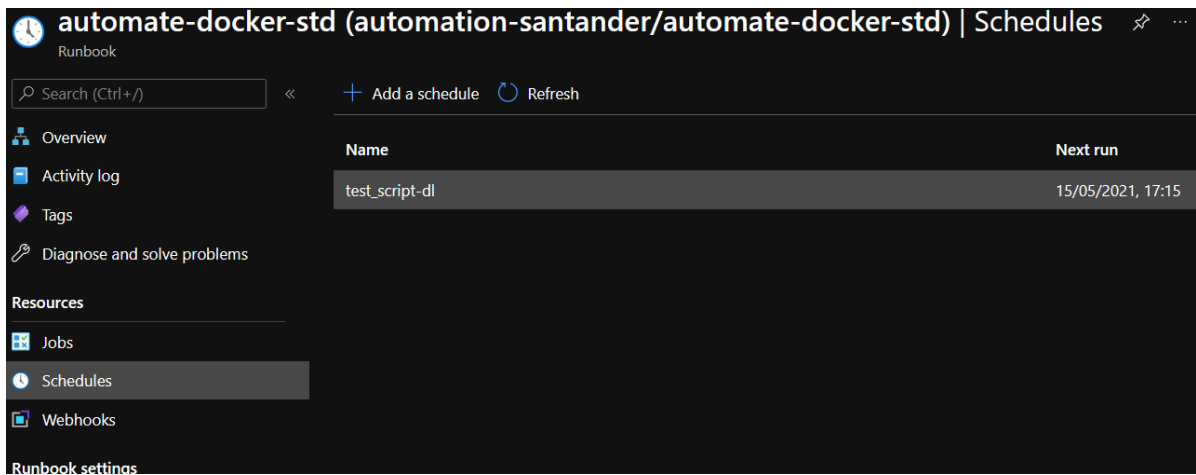 automate-docker-std (automation-santander/automate-docker-std) | Schedules
Runbook
Search (Ctrl+/)
«
Add a schedule
Refresh
Overview
Activity log
Tags
Diagnose and solve problems
Resources
Jobs
Schedules
Webhooks
Runbook settings
Name
Next run
test_script-dl
15/05/2021, 17:15